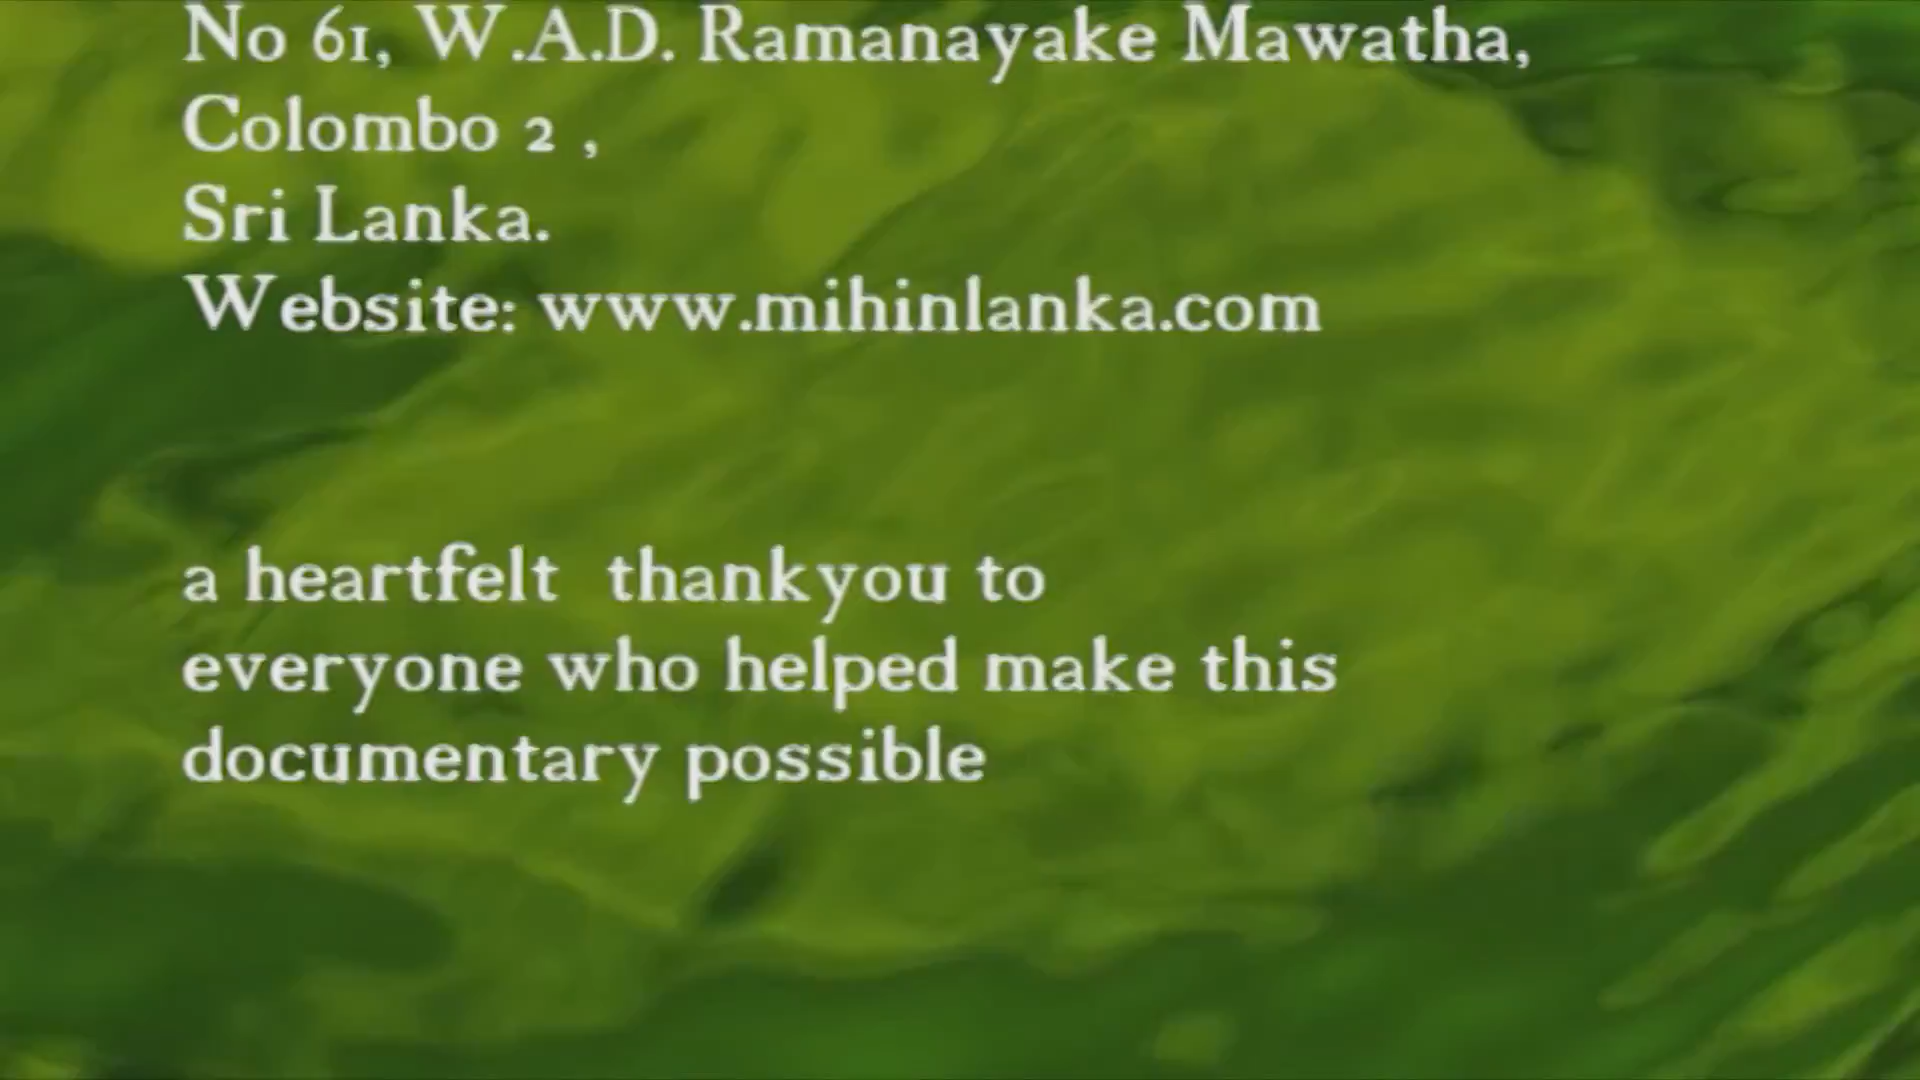 No 61, W.A.D. Ramanayake Mawatha,
Colombo 2 ,
Sri Lanka.
Website: www.mihinlanka.com
a heartfelt  thankyou to
everyone who helped make this
documentary possible